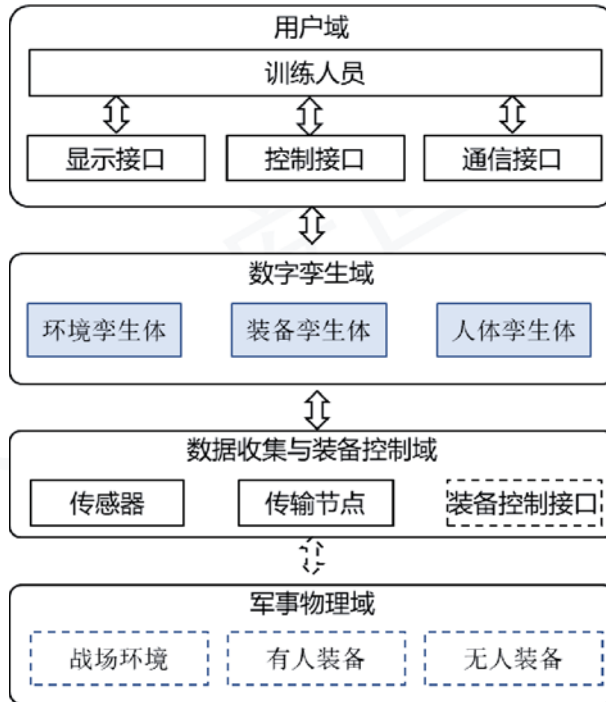 用户域
训练人员
显示接口 控制接口 通信接口
数字孪生域
环境孪生体 装备孪生体 人体孪生体
数据收集与装备控制域
传感器 传输节点 装备控制接口
军事物理域
战场环境 有人装备 无人装备